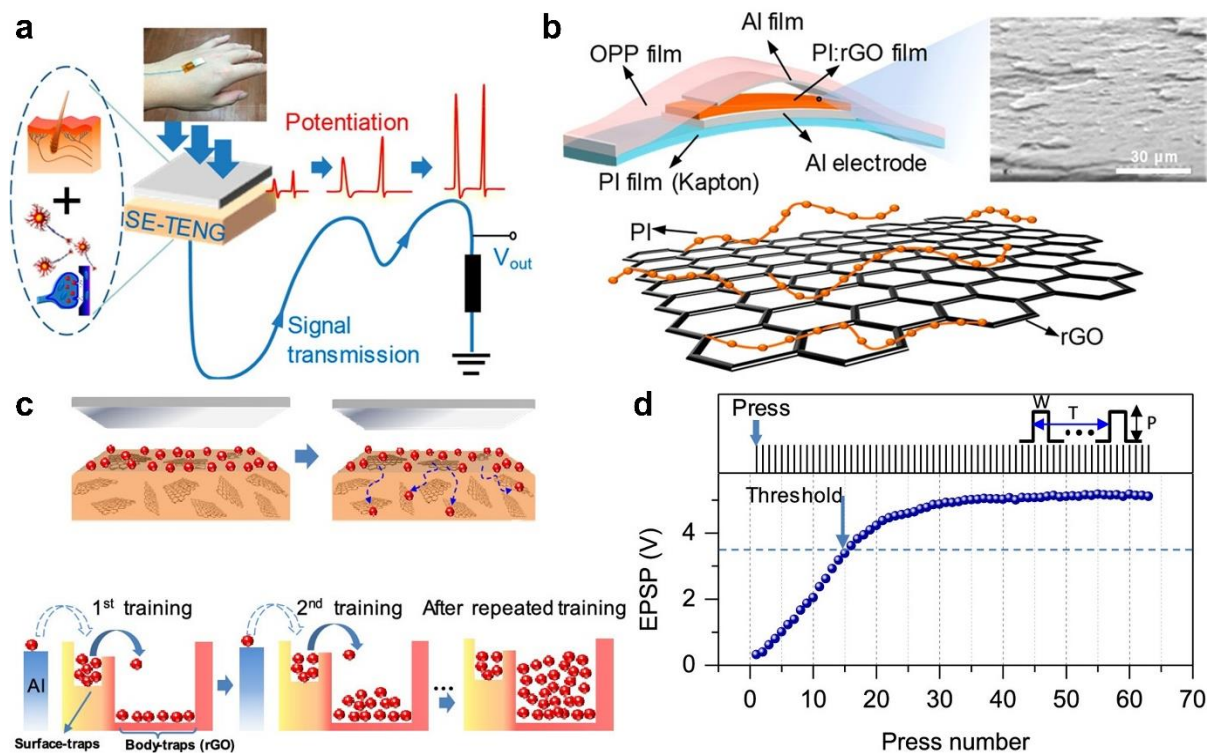 a
Potentiation
SE-TENG
V_out
Signal
transmission
b
Al film
OPP film
PI:rGO film
Al electrode
PI film (Kapton)
30 μm
PI
rGO
c
1st training
2nd training
After repeated training
Al
...
Surface-traps
Body-traps (rGO)
d
Press
W
T
P
...
Threshold
EPSP (V)
4
2
0
0 10 20 30 40 50 60 70
Press number